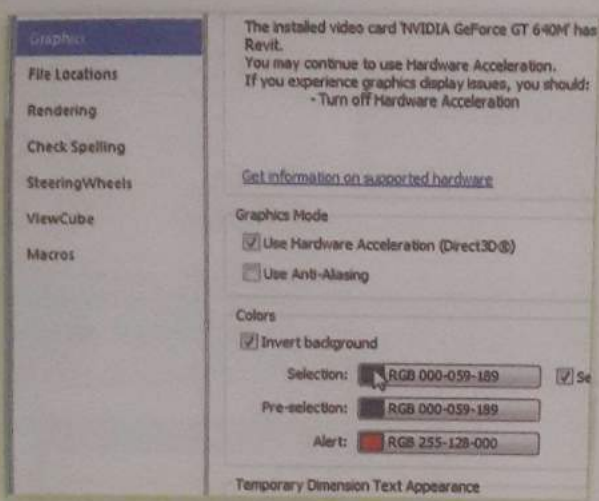 Graphics
File Locations
Rendering
Check Spelling
SteeringWheels
ViewCube
Macros
The installed video card 'NVIDIA GeForce GT 640M' has
Revit.
You may continue to use Hardware Acceleration.
If you experience graphics display issues, you should:
- Turn off Hardware Acceleration
Get information on supported hardware
Graphics Mode
Use Hardware Acceleration (Direct3D®)
Use Anti-Aliasing
Colors
Invert background
Selection: RGB 000-059-189 Se
Pre-selection: RGB 000-059-189
Alert: RGB 255-128-000
Temporary Dimension Text Appearance